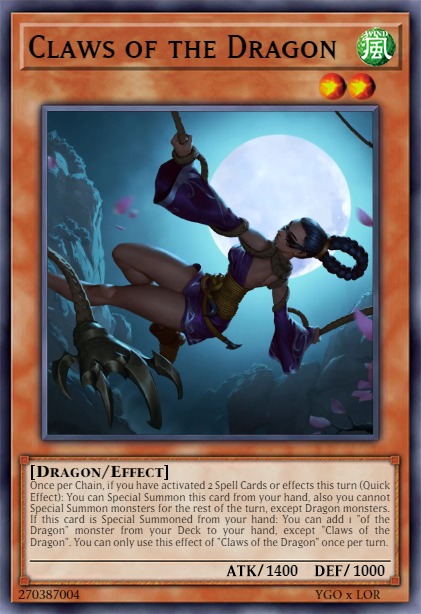 Claws of the Dragon
WIND
風
[Dragon/Effect]
Once per Chain, if you have activated 2 Spell Cards or effects this turn (Quick
Effect): You can Special Summon this card from your hand, also you cannot
Special Summon monsters for the rest of the turn, except Dragon monsters.
If this card is Special Summoned from your hand: You can add 1 "of the
Dragon" monster from your Deck to your hand, except "Claws of the
Dragon". You can only use this effect of "Claws of the Dragon" once per turn.
ATK/1400 DEF/1000
270387004 YGO x LOR